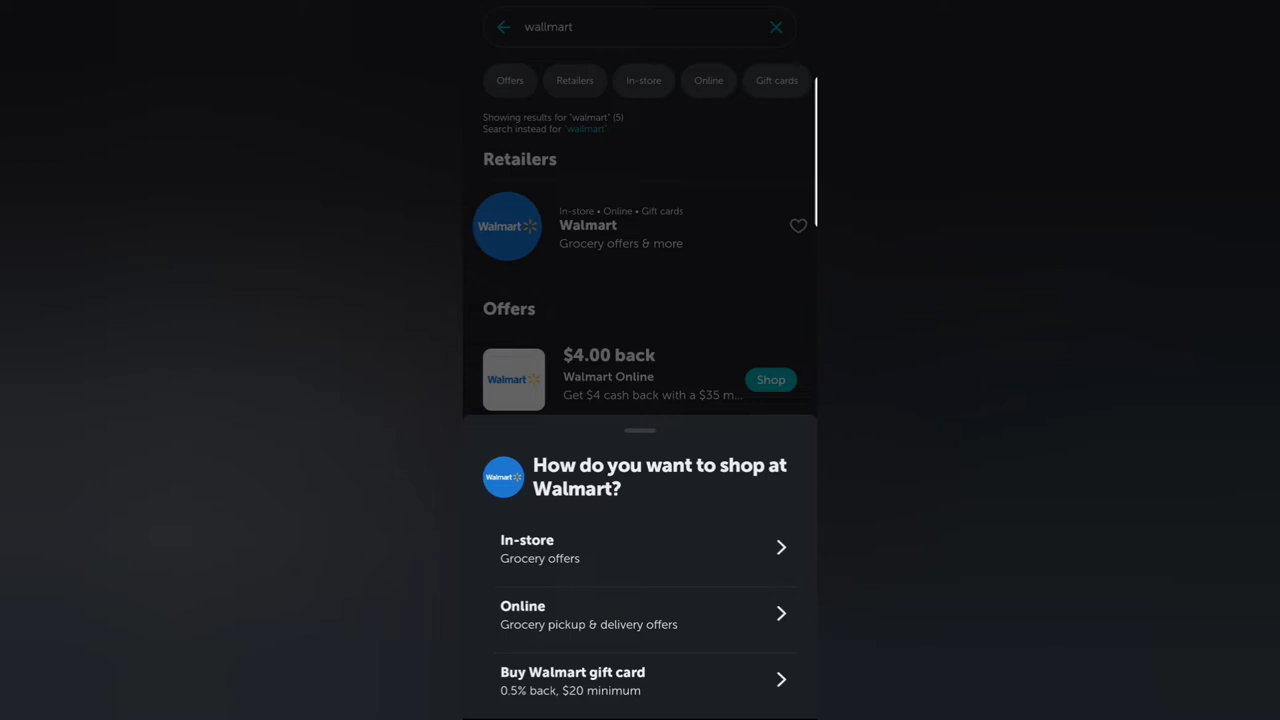 wallmart
Offers
Retailers
In-store
Online
Gift cards
Showing results for "walmart" (5)
Search instead for "wallmart"
Retailers
Walmart
In-store • Online • Gift cards
Walmart
Grocery offers & more
Offers
Walmart
$4.00 back
Walmart Online
Get $4 cash back with a $35 m...
Shop
Walmart
How do you want to shop at
Walmart?
In-store
Grocery offers
Online
Grocery pickup & delivery offers
Buy Walmart gift card
0.5% back, $20 minimum